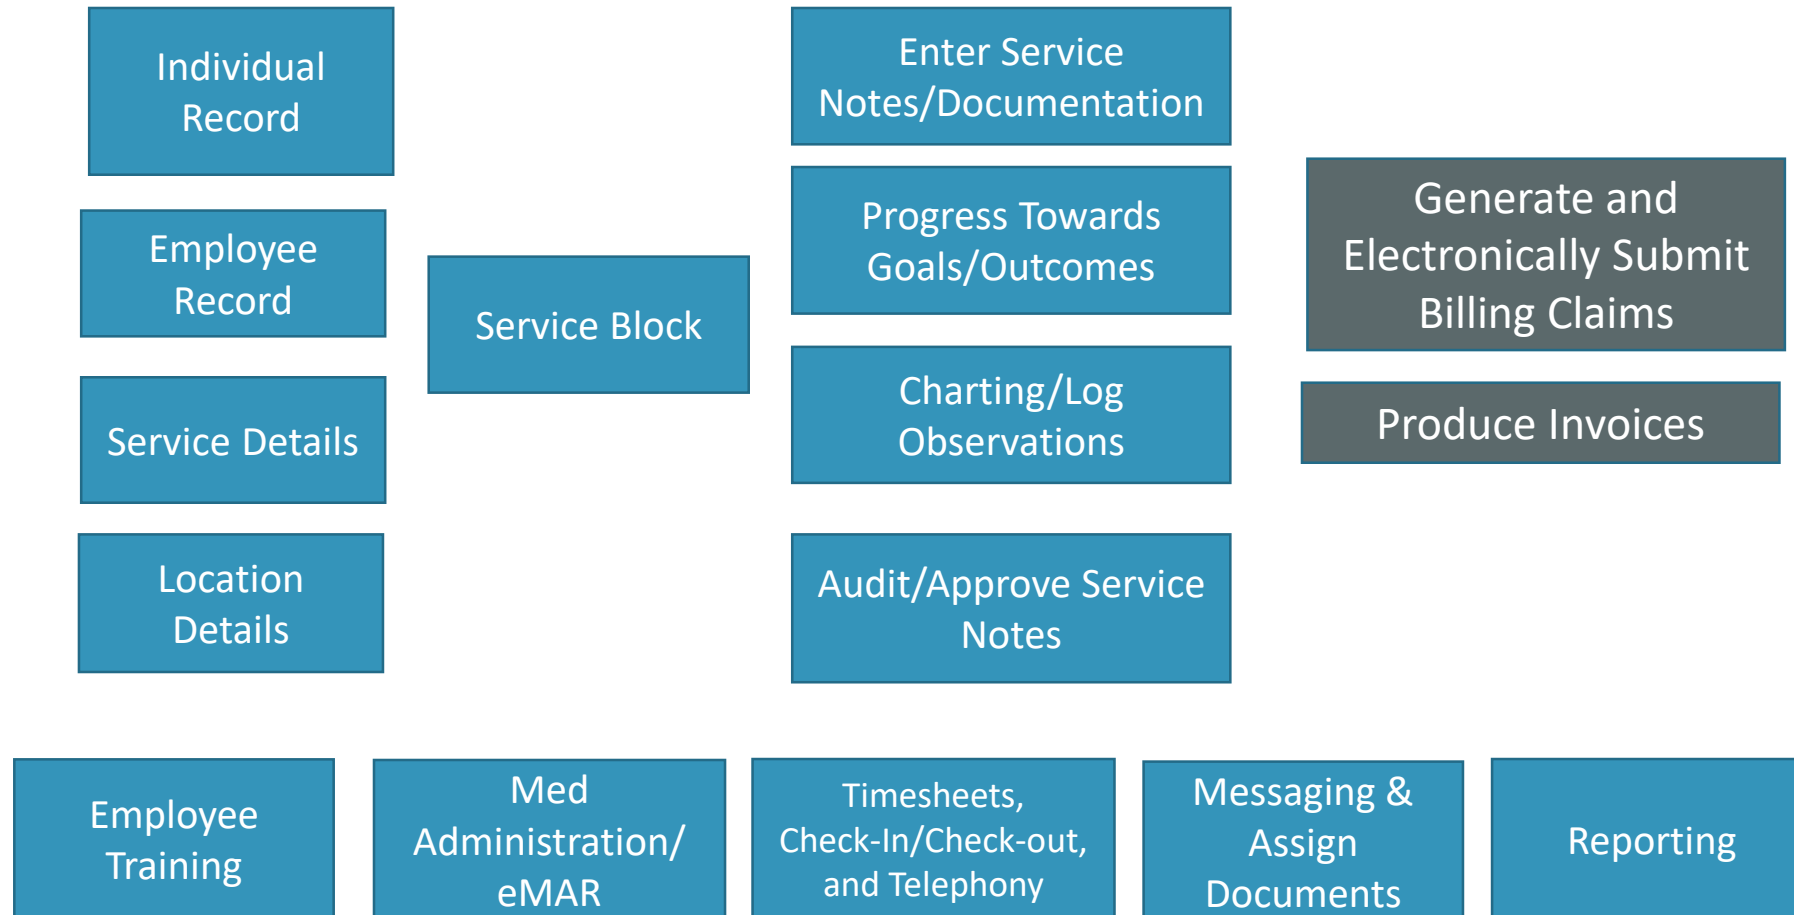 Individual
Record
Employee
Record
Service Details
Location
Details
Service Block
Enter Service
Notes/Documentation
Progress Towards
Goals/Outcomes
Charting/Log
Observations
Audit/Approve Service
Notes
Generate and
Electronically Submit
Billing Claims
Produce Invoices
Employee
Training
Med
Administration/
eMAR
Timesheets,
Check-In/Check-out,
and Telephony
Messaging &
Assign
Documents
Reporting